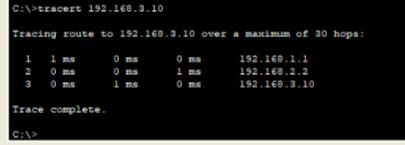 C:\>tracert 192.168.3.10
Tracing route to 192.168.3.10 over a maximum of 30 hops:
1 1 ms 0 ms 0 ms 192.168.1.1
2 0 ms 0 ms 1 ms 192.168.2.2
3 0 ms 1 ms 0 ms 192.168.3.10
Trace complete.
C:\>